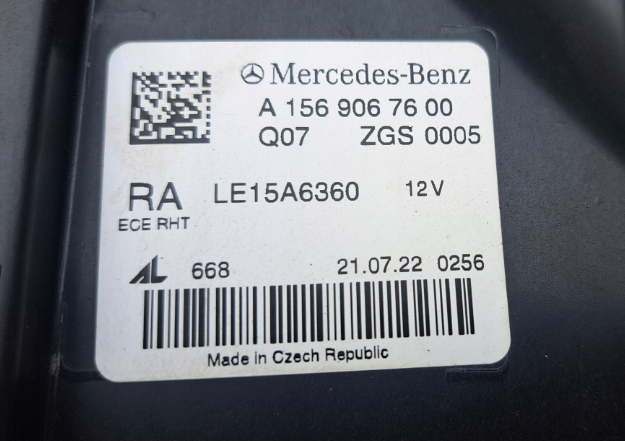 Mercedes-Benz
A 156 906 76 00
Q07 ZGS 0005
RA LE15A6360 12V
ECE RHT
AL 668 21.07.22 0256
Made in Czech Republic